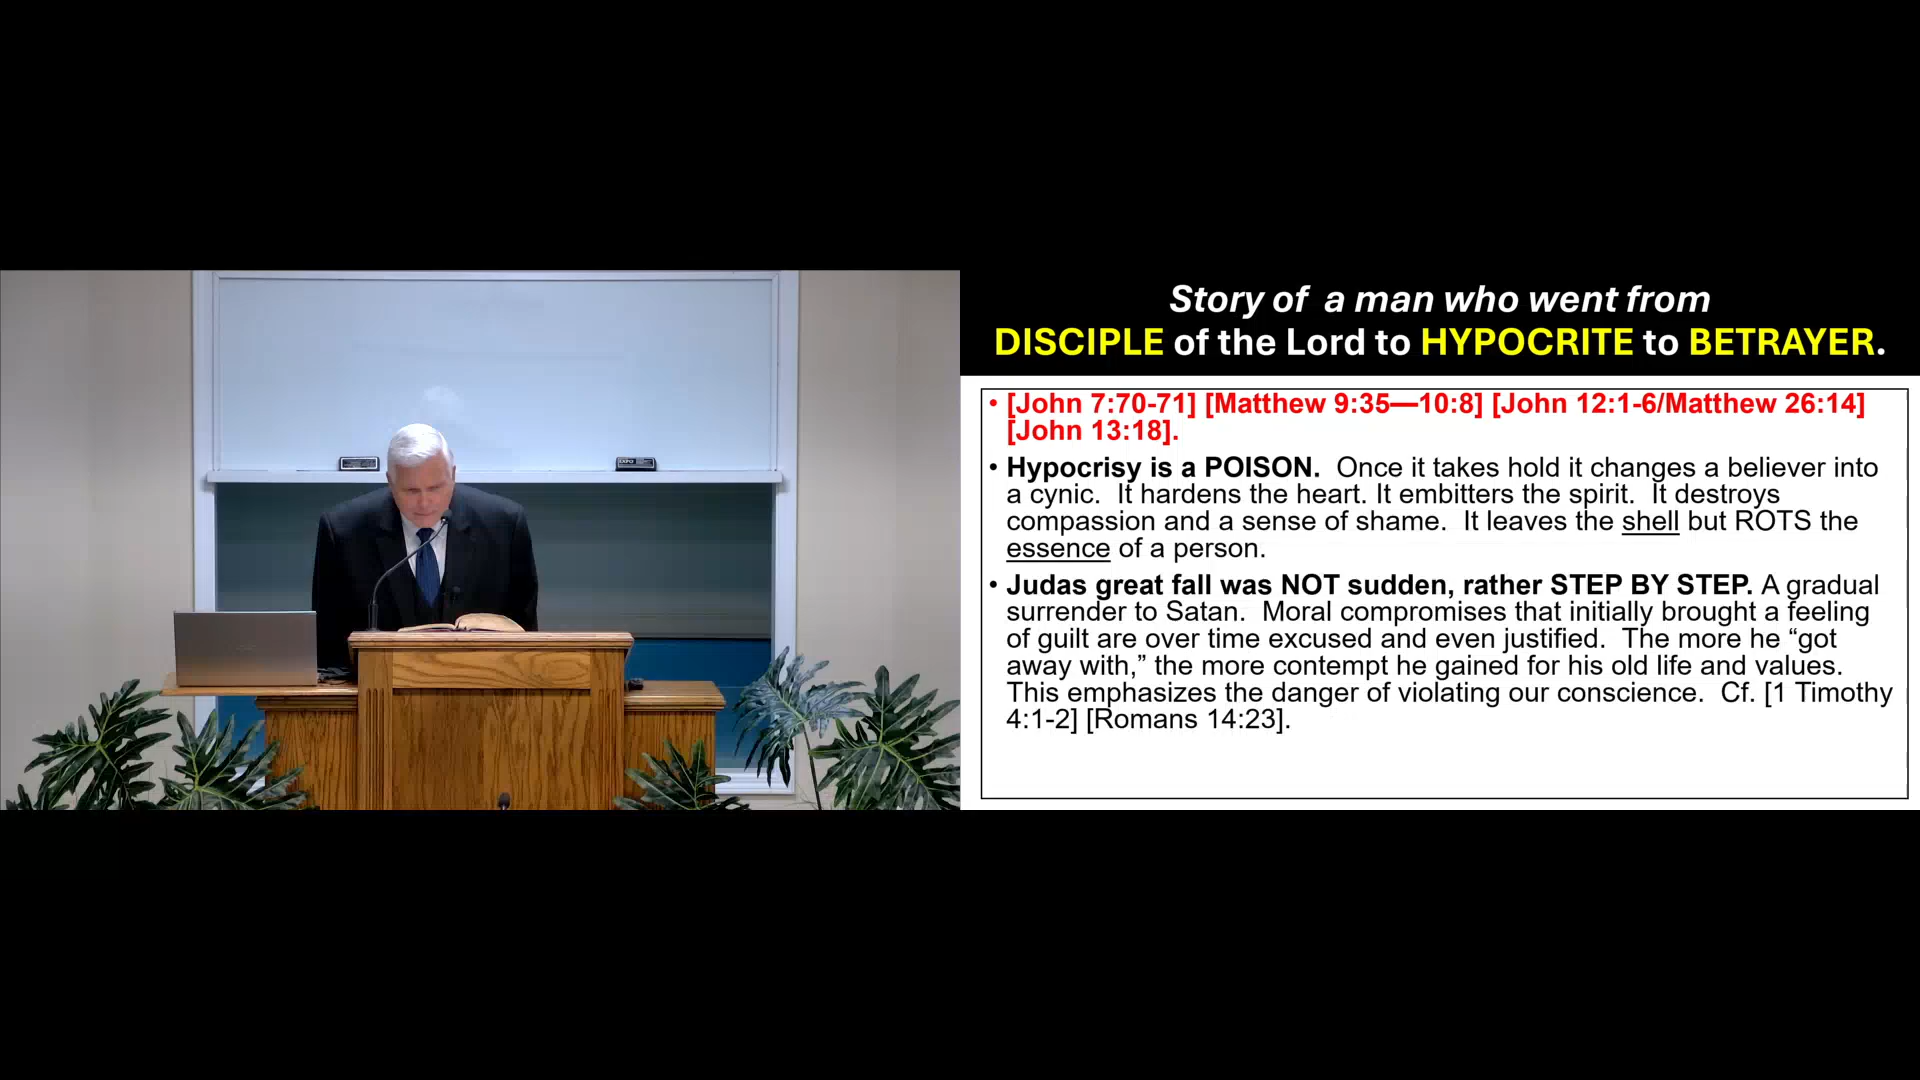 Story of a man who went from
DISCIPLE of the Lord to HYPOCRITE to BETRAYER.
• [John 7:70-71] [Matthew 9:35—10:8] [John 12:1-6/Matthew 26:14]
[John 13:18].
• Hypocrisy is a POISON. Once it takes hold it changes a believer into
a cynic. It hardens the heart. It embitters the spirit. It destroys
compassion and a sense of shame. It leaves the shell but ROTS the
essence of a person.
• Judas great fall was NOT sudden, rather STEP BY STEP. A gradual
surrender to Satan. Moral compromises that initially brought a feeling
of guilt are over time excused and even justified. The more he “got
away with,” the more contempt he gained for his old life and values.
This emphasizes the danger of violating our conscience. Cf. [1 Timothy
4:1-2] [Romans 14:23].